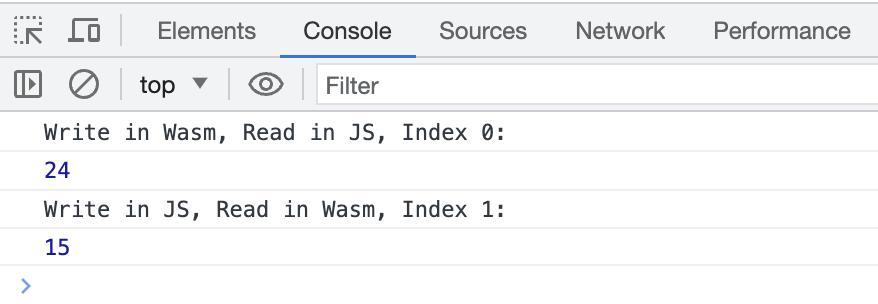 Elements Console Sources Network Performance
top Filter
Write in Wasm, Read in JS, Index 0:
24
Write in JS, Read in Wasm, Index 1:
15